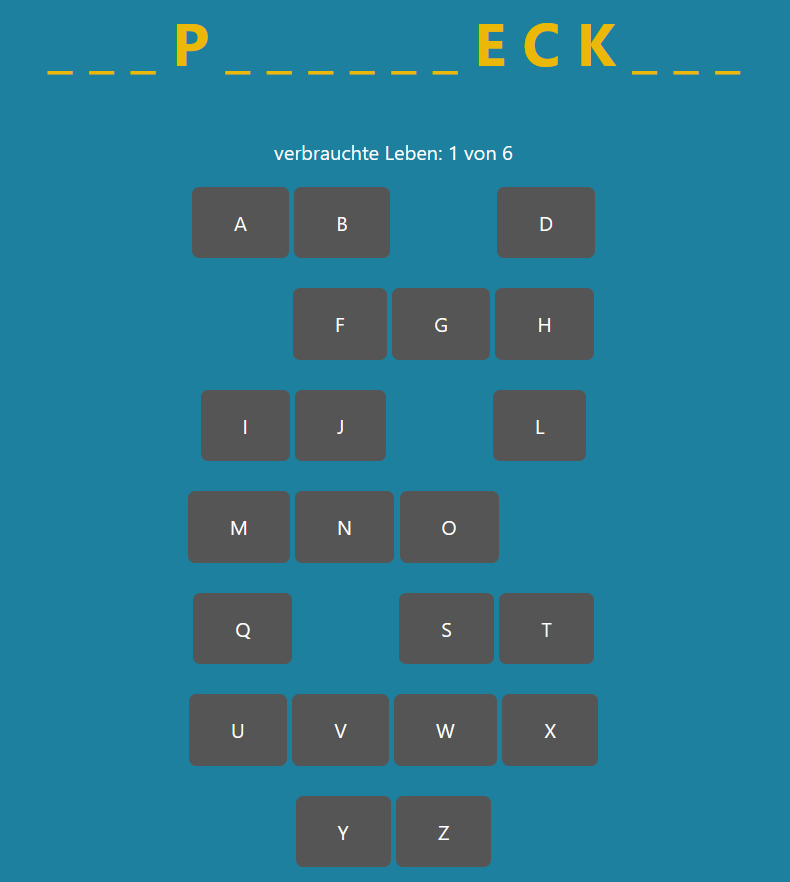 _ _ _ P _ _ _ _ _ _ E C K _ _ _
verbrauchte Leben: 1 von 6
A B D
F G H
I J L
M N O
Q S T
U V W X
Y Z